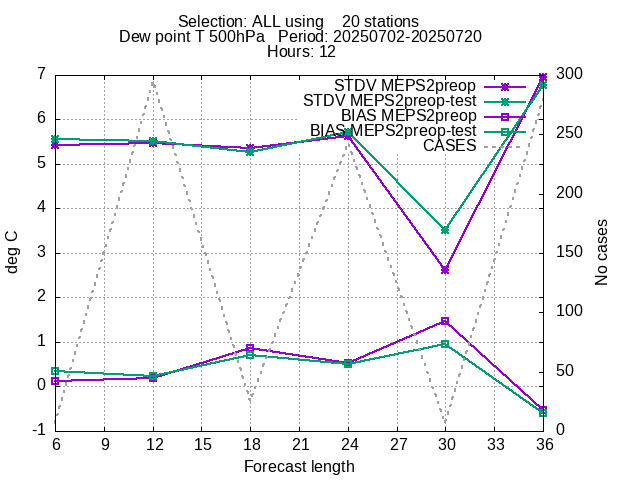 Selection: ALL using    20 stations
Dew point T 500hPa   Period: 20250702-20250720
Hours: 12
STDV MEPS2preop
STDV MEPS2preop-test
BIAS MEPS2preop
BIAS MEPS2preop-test
CASES
7
6
5
4
3
2
1
0
-1
deg C
300
250
200
150
100
50
0
No cases
6 9 12 15 18 21 24 27 30 33 36
Forecast length